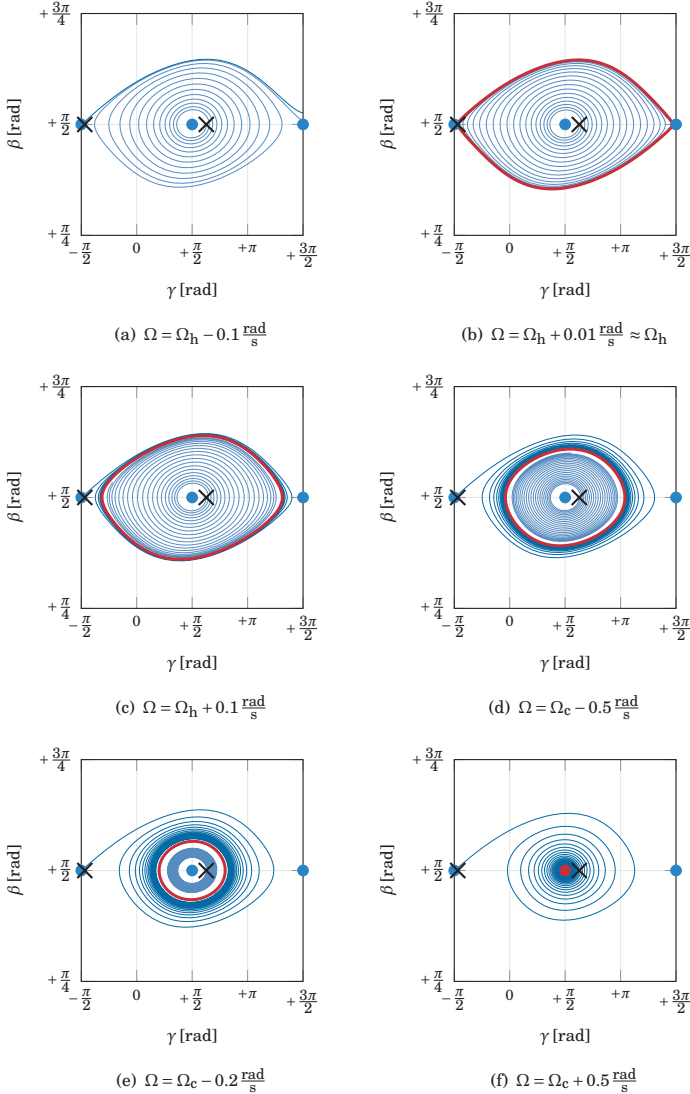 β [rad]
+ 3π/4
+ π/2
+ π/4
− π/2
0
+ π/2
+π
+ 3π/2
γ [rad]
(a) Ω = Ωh − 0.1 rad/s
β [rad]
+ 3π/4
+ π/2
+ π/4
− π/2
0
+ π/2
+π
+ 3π/2
γ [rad]
(b) Ω = Ωh + 0.01 rad/s ≈ Ωh
β [rad]
+ 3π/4
+ π/2
+ π/4
− π/2
0
+ π/2
+π
+ 3π/2
γ [rad]
(c) Ω = Ωh + 0.1 rad/s
β [rad]
+ 3π/4
+ π/2
+ π/4
− π/2
0
+ π/2
+π
+ 3π/2
γ [rad]
(d) Ω = Ωc − 0.5 rad/s
β [rad]
+ 3π/4
+ π/2
+ π/4
− π/2
0
+ π/2
+π
+ 3π/2
γ [rad]
(e) Ω = Ωc − 0.2 rad/s
β [rad]
+ 3π/4
+ π/2
+ π/4
− π/2
0
+ π/2
+π
+ 3π/2
γ [rad]
(f) Ω = Ωc + 0.5 rad/s